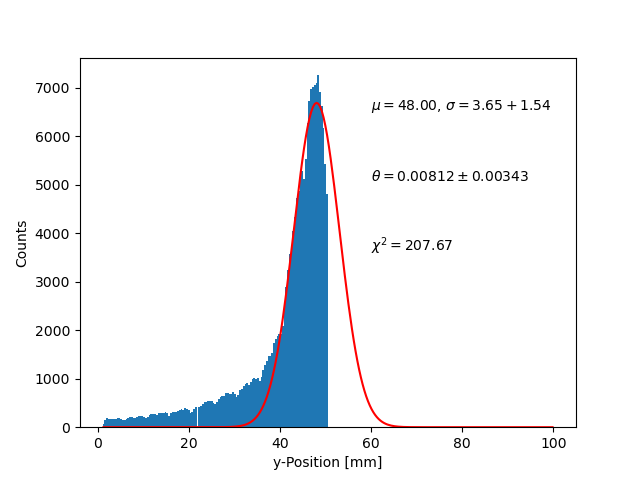 7000
6000
5000
4000
3000
2000
1000
0
Counts
μ = 48.00, σ = 3.65 + 1.54
θ = 0.00812 ± 0.00343
χ² = 207.67
0 20 40 60 80 100
y-Position [mm]